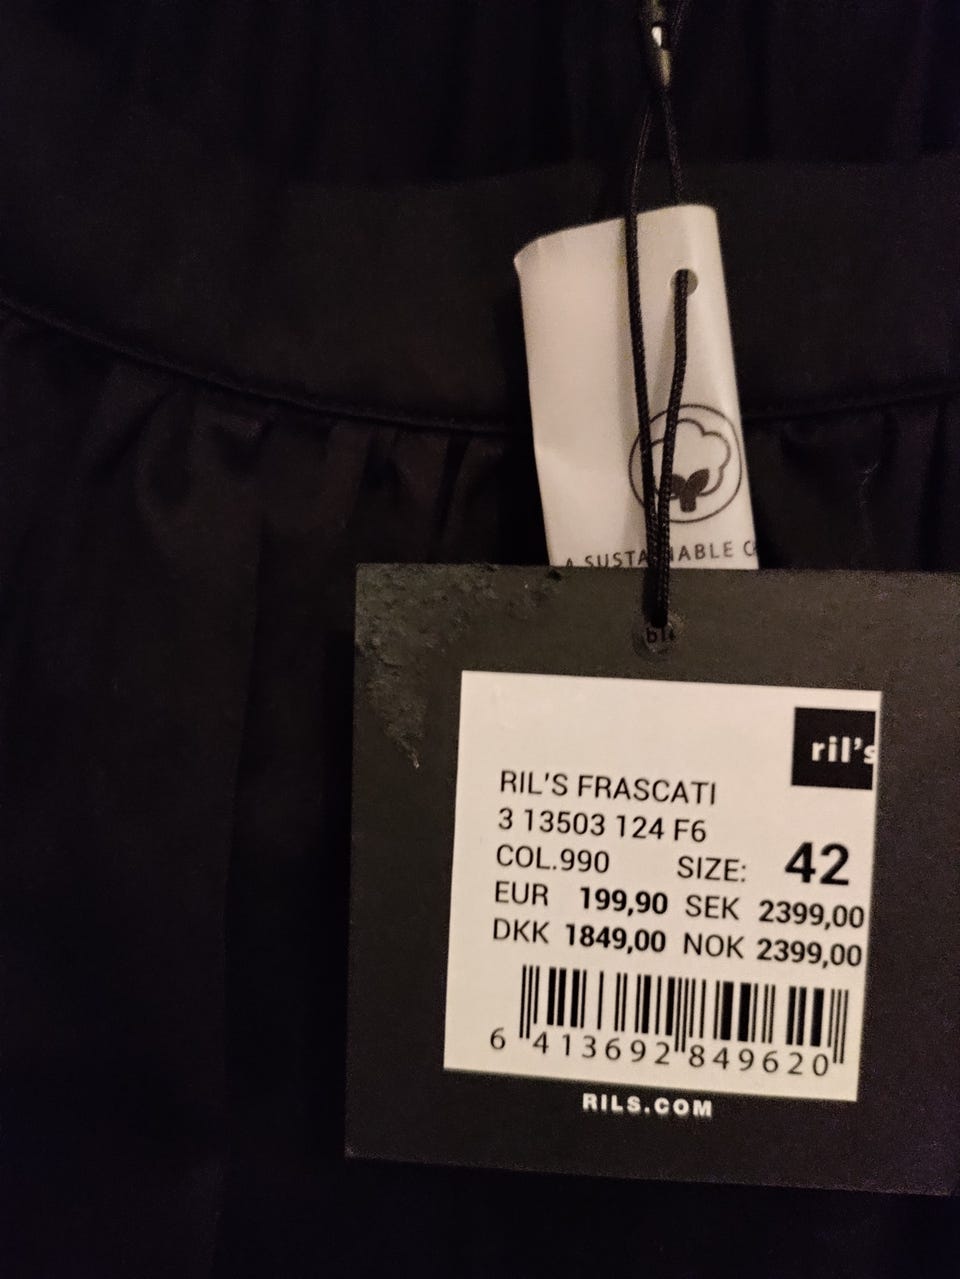 A SUSTAINABLE
ril's
RIL'S FRASCATI
3 13503 124 F6
COL.990 SIZE: 42
EUR 199,90 SEK 2399,00
DKK 1849,00 NOK 2399,00
6 413692 849620
RILS.COM